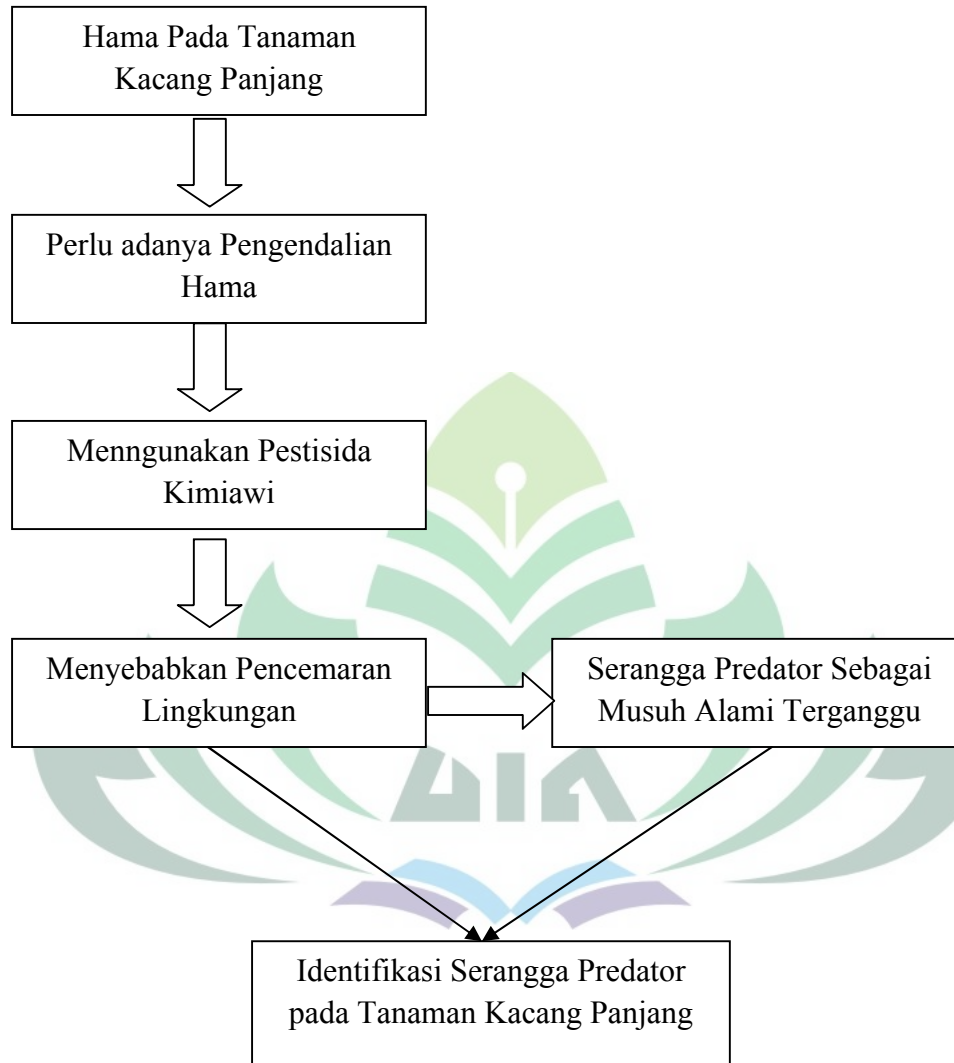 Hama Pada Tanaman
Kacang Panjang
Perlu adanya Pengendalian
Hama
Menngunakan Pestisida
Kimiawi
Menyebabkan Pencemaran
Lingkungan
Serangga Predator Sebagai
Musuh Alami Terganggu
Identifikasi Serangga Predator
pada Tanaman Kacang Panjang